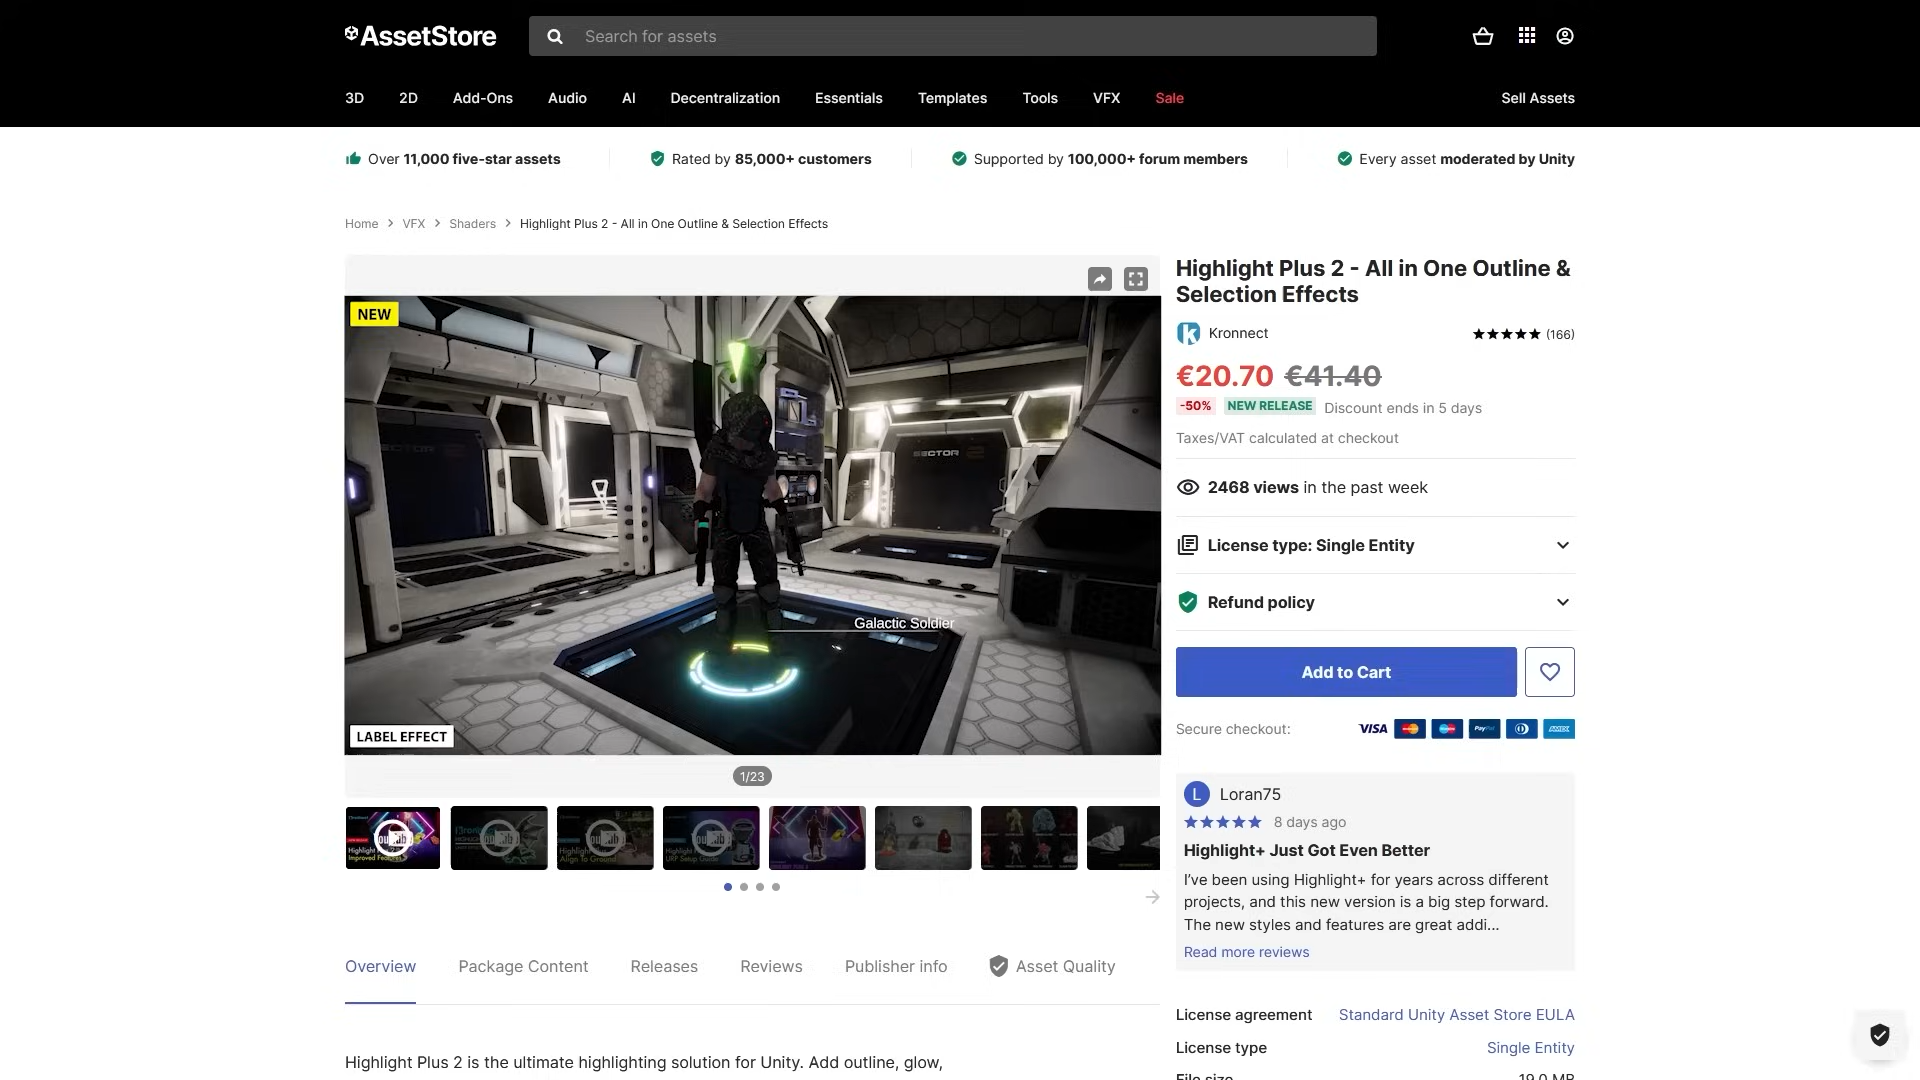 AssetStore
Search for assets
3D 2D Add-Ons Audio AI Decentralization Essentials Templates Tools VFX Sale Sell Assets
Over 11,000 five-star assets
Rated by 85,000+ customers
Supported by 100,000+ forum members
Every asset moderated by Unity
Home > VFX > Shaders > Highlight Plus 2 - All in One Outline & Selection Effects
NEW
SECTOR 2
Galactic Soldier
LABEL EFFECT
1/23
Highlight Plus 2 - All in One Outline &
Selection Effects
Kronnect
(166)
€20.70 €41.40
-50% NEW RELEASE Discount ends in 5 days
Taxes/VAT calculated at checkout
2468 views in the past week
License type: Single Entity
Refund policy
Add to Cart
Secure checkout: VISA PayPal AMEX
L Loran75
8 days ago
Highlight+ Just Got Even Better
I’ve been using Highlight+ for years across different
projects, and this new version is a big step forward.
The new styles and features are great addi...
Read more reviews
Overview Package Content Releases Reviews Publisher info Asset Quality
Highlight Plus 2 is the ultimate highlighting solution for Unity. Add outline, glow,
License agreement Standard Unity Asset Store EULA
License type Single Entity
File size 19.0 MB